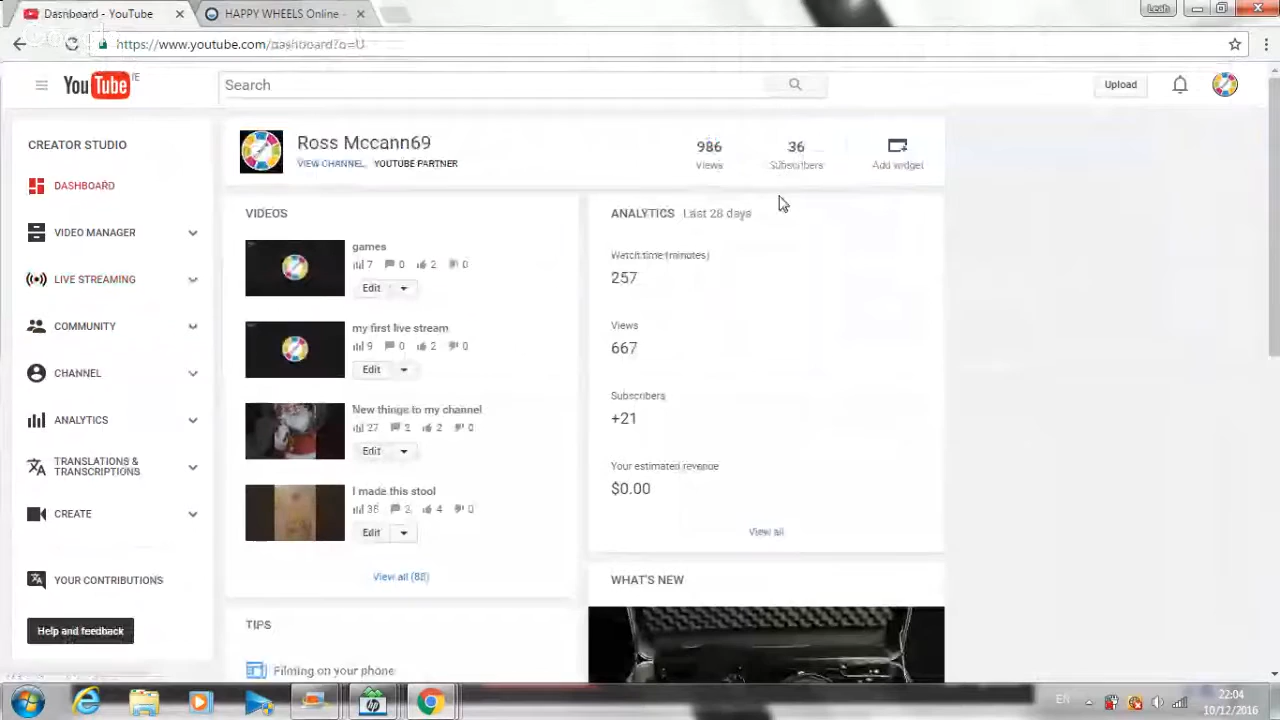 Dashboard - YouTube
HAPPY WHEELS Online -
https://www.youtube.com/dashboard?o=U
YouTube
Search
Upload
CREATOR STUDIO
DASHBOARD
VIDEO MANAGER
LIVE STREAMING
COMMUNITY
CHANNEL
ANALYTICS
TRANSLATIONS &
TRANSCRIPTIONS
CREATE
YOUR CONTRIBUTIONS
Help and feedback
Ross Mccann69
VIEW CHANNEL YOUTUBE PARTNER
986
Views
36
Subscribers
Add widget
VIDEOS
games
7 0 2 0
Edit
my first live stream
9 0 2 0
Edit
New things to my channel
27 2 2 0
Edit
I made this stool
4 0
Edit
View all
TIPS
Filming on your phone
ANALYTICS Last 28 days
Watch time (minutes)
257
Views
667
Subscribers
+21
Your estimated revenue
$0.00
View all
WHAT'S NEW
EN
22:04
10/12/2016